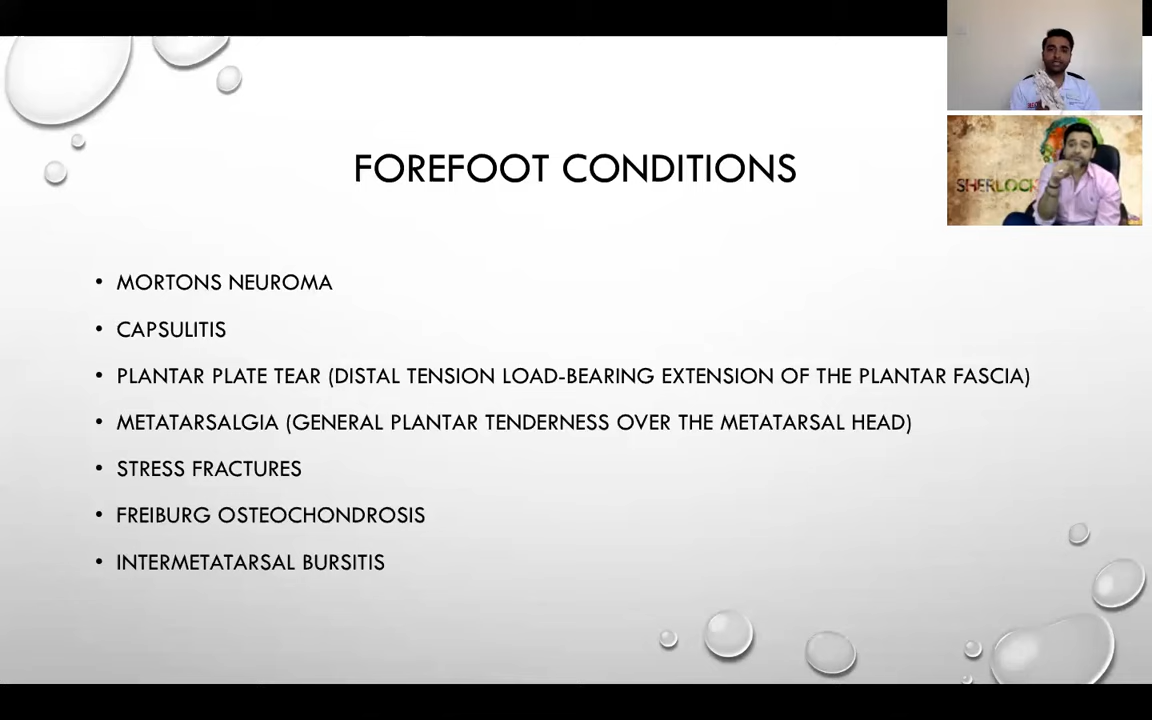 FOREFOOT CONDITIONS
SHERLOCK
• MORTONS NEUROMA
• CAPSULITIS
• PLANTAR PLATE TEAR (DISTAL TENSION LOAD-BEARING EXTENSION OF THE PLANTAR FASCIA)
• METATARSALGIA (GENERAL PLANTAR TENDERNESS OVER THE METATARSAL HEAD)
• STRESS FRACTURES
• FREIBURG OSTEOCHONDROSIS
• INTERMETATARSAL BURSITIS